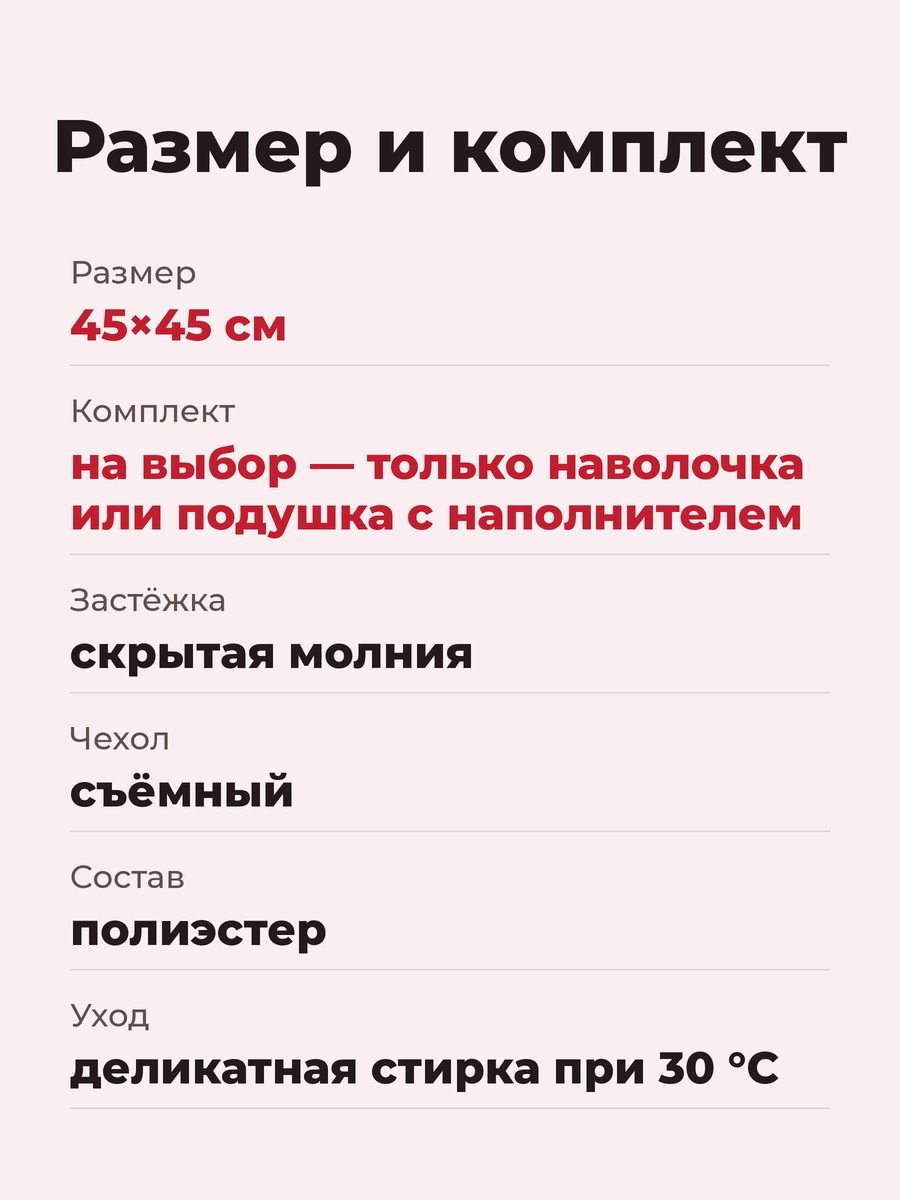 Размер и комплект
Размер
45×45 см
Комплект
на выбор — только наволочка
или подушка с наполнителем
Застёжка
скрытая молния
Чехол
съёмный
Состав
полиэстер
Уход
деликатная стирка при 30 °C